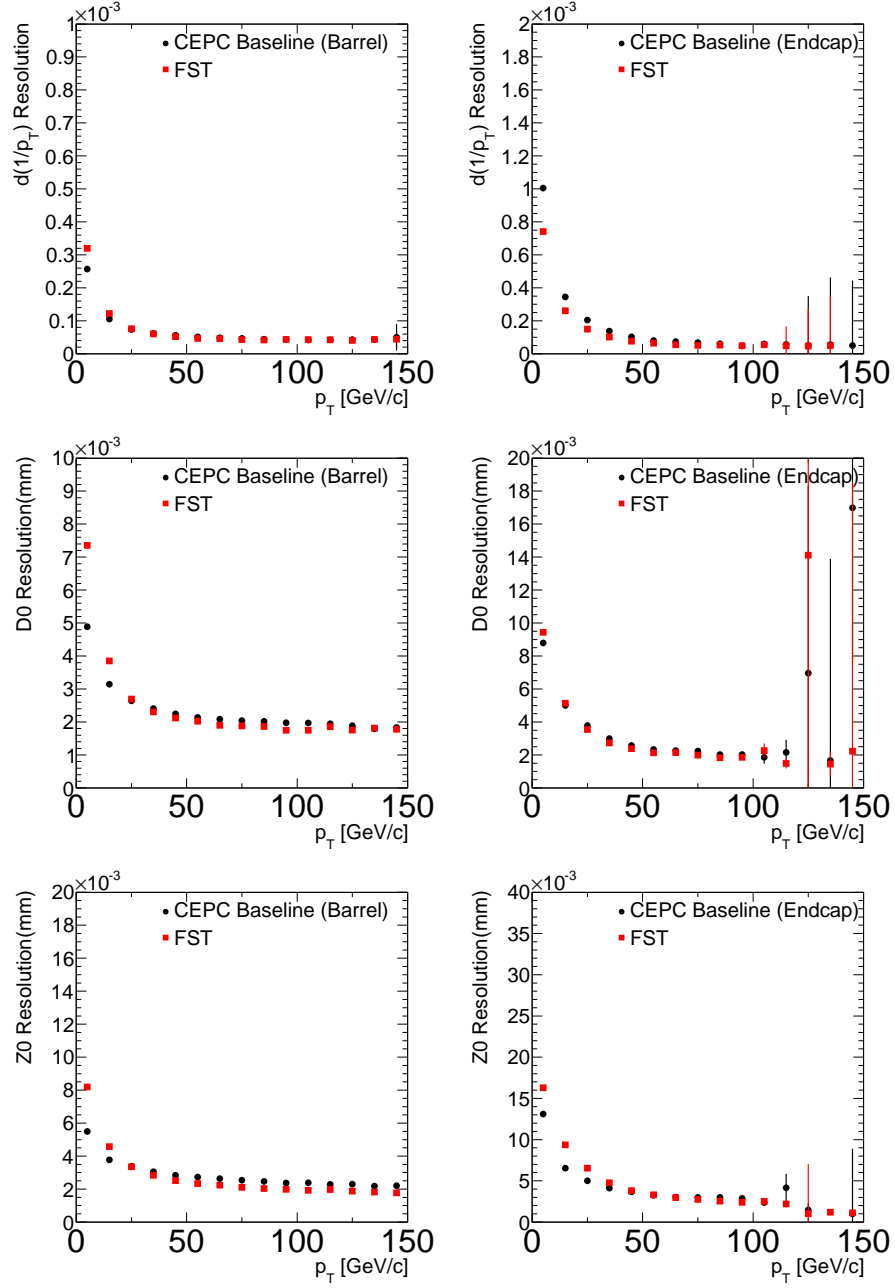 ×10⁻³
d(1/p_T) Resolution
1
0.9
0.8
0.7
0.6
0.5
0.4
0.3
0.2
0.1
0
CEPC Baseline (Barrel)
FST
0 50 100 150
p_T [GeV/c]
×10⁻³
d(1/p_T) Resolution
2
1.8
1.6
1.4
1.2
1
0.8
0.6
0.4
0.2
0
CEPC Baseline (Endcap)
FST
0 50 100 150
p_T [GeV/c]
×10⁻³
D0 Resolution(mm)
10
9
8
7
6
5
4
3
2
1
0
CEPC Baseline (Barrel)
FST
0 50 100 150
p_T [GeV/c]
×10⁻³
D0 Resolution(mm)
20
18
16
14
12
10
8
6
4
2
0
CEPC Baseline (Endcap)
FST
0 50 100 150
p_T [GeV/c]
×10⁻³
Z0 Resolution(mm)
20
18
16
14
12
10
8
6
4
2
0
CEPC Baseline (Barrel)
FST
0 50 100 150
p_T [GeV/c]
×10⁻³
Z0 Resolution(mm)
40
35
30
25
20
15
10
5
0
CEPC Baseline (Endcap)
FST
0 50 100 150
p_T [GeV/c]